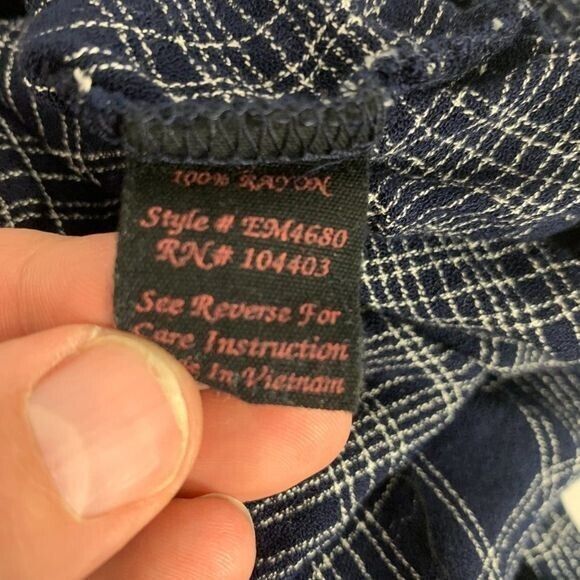 100% RAYON
Style # EM4680
RN# 104403
See Reverse For
Care Instruction
In Vietnam